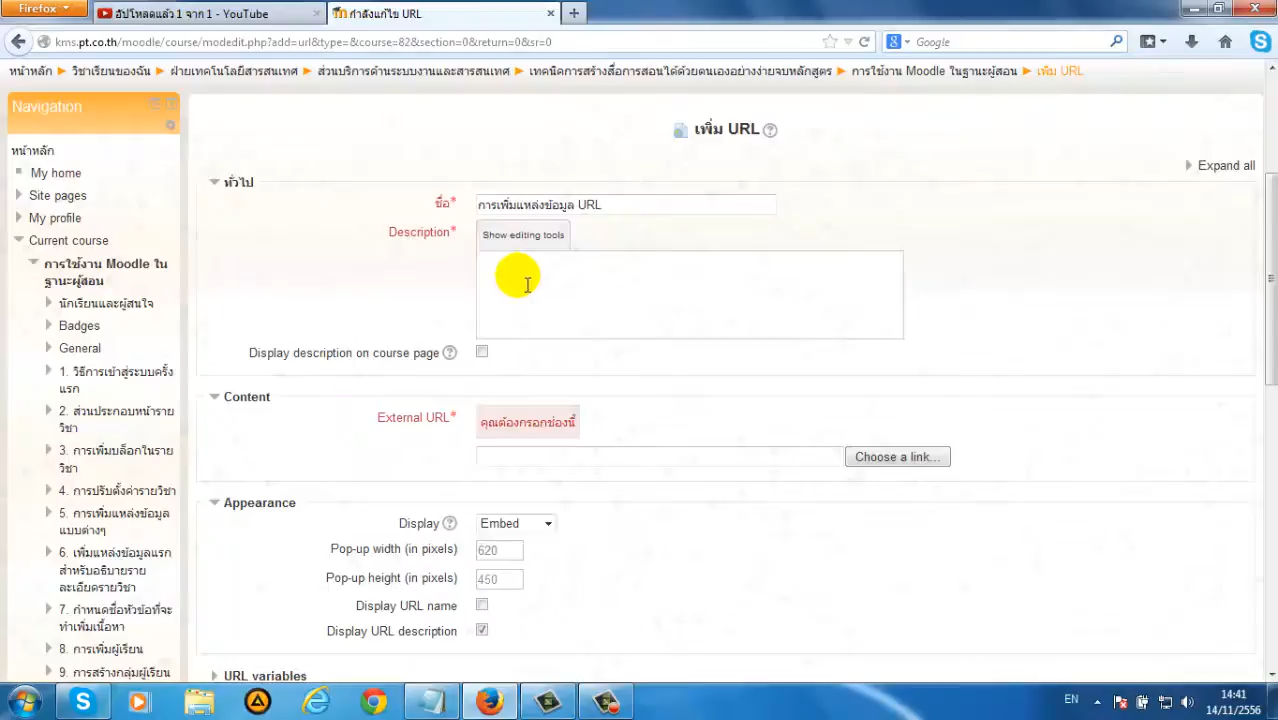 Firefox
อัปโหลดแล้ว 1 จาก 1 - YouTube
กำลังแก้ไข URL
kms.pt.co.th/moodle/course/modedit.php?add=url&type=&course=82&section=0&return=0&sr=0
Google
หน้าหลัก ► วิชาเรียนของฉัน ► ฝ่ายเทคโนโลยีสารสนเทศ ► ส่วนบริการด้านระบบงานและสารสนเทศ ► เทคนิคการสร้างสื่อการสอนได้ด้วยตนเองอย่างง่ายจบหลักสูตร ► การใช้งาน Moodle ในฐานะผู้สอน ► เพิ่ม URL
Navigation
หน้าหลัก
My home
Site pages
My profile
Current course
การใช้งาน Moodle ใน
ฐานะผู้สอน
นักเรียนและผู้สนใจ
Badges
General
1. วิธีการเข้าสู่ระบบครั้ง
แรก
2. ส่วนประกอบหน้าราย
วิชา
3. การเพิ่มบล็อกในราย
วิชา
4. การปรับตั้งค่ารายวิชา
5. การเพิ่มแหล่งข้อมูล
แบบต่างๆ
6. เพิ่มแหล่งข้อมูลแรก
สำหรับอธิบายราย
ละเอียดรายวิชา
7. กำหนดชื่อหัวข้อที่จะ
ทำเพิ่มเนื้อหา
8. การเพิ่มผู้เรียน
9. การสร้างกลุ่มผู้เรียน
เพิ่ม URL
Expand all
ทั่วไป
ชื่อ* การเพิ่มแหล่งข้อมูล URL
Description* Show editing tools
Display description on course page
Content
External URL* คุณต้องกรอกช่องนี้
Choose a link...
Appearance
Display Embed
Pop-up width (in pixels) 620
Pop-up height (in pixels) 450
Display URL name
Display URL description
URL variables
EN
14:41
14/11/2556